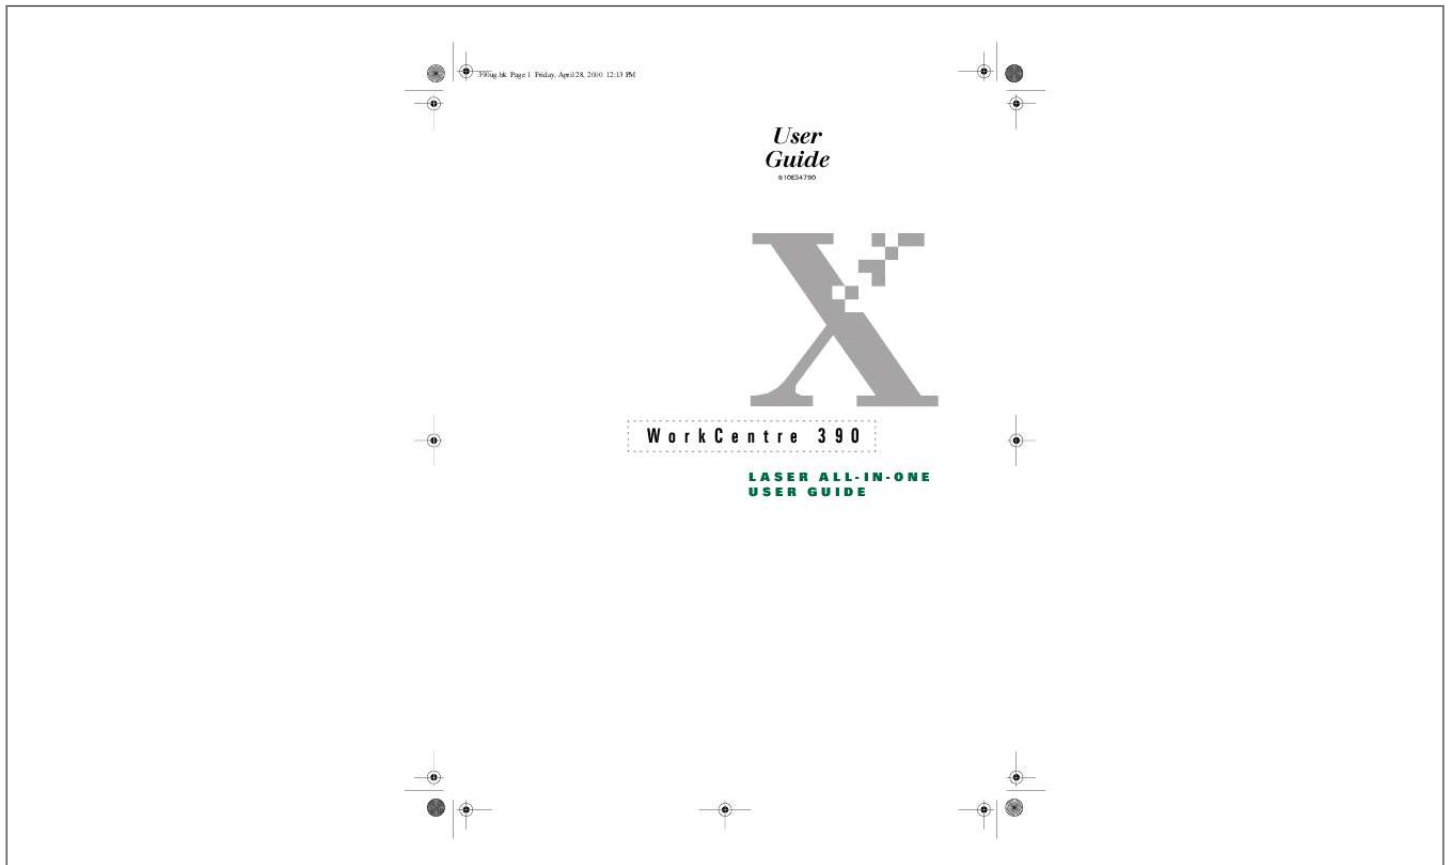 390ug.bk Page 1 Friday, April 28, 2000 12:13 PM
User
Guide
610E34790
WorkCentre 390
LASER ALL-IN-ONE
USER GUIDE